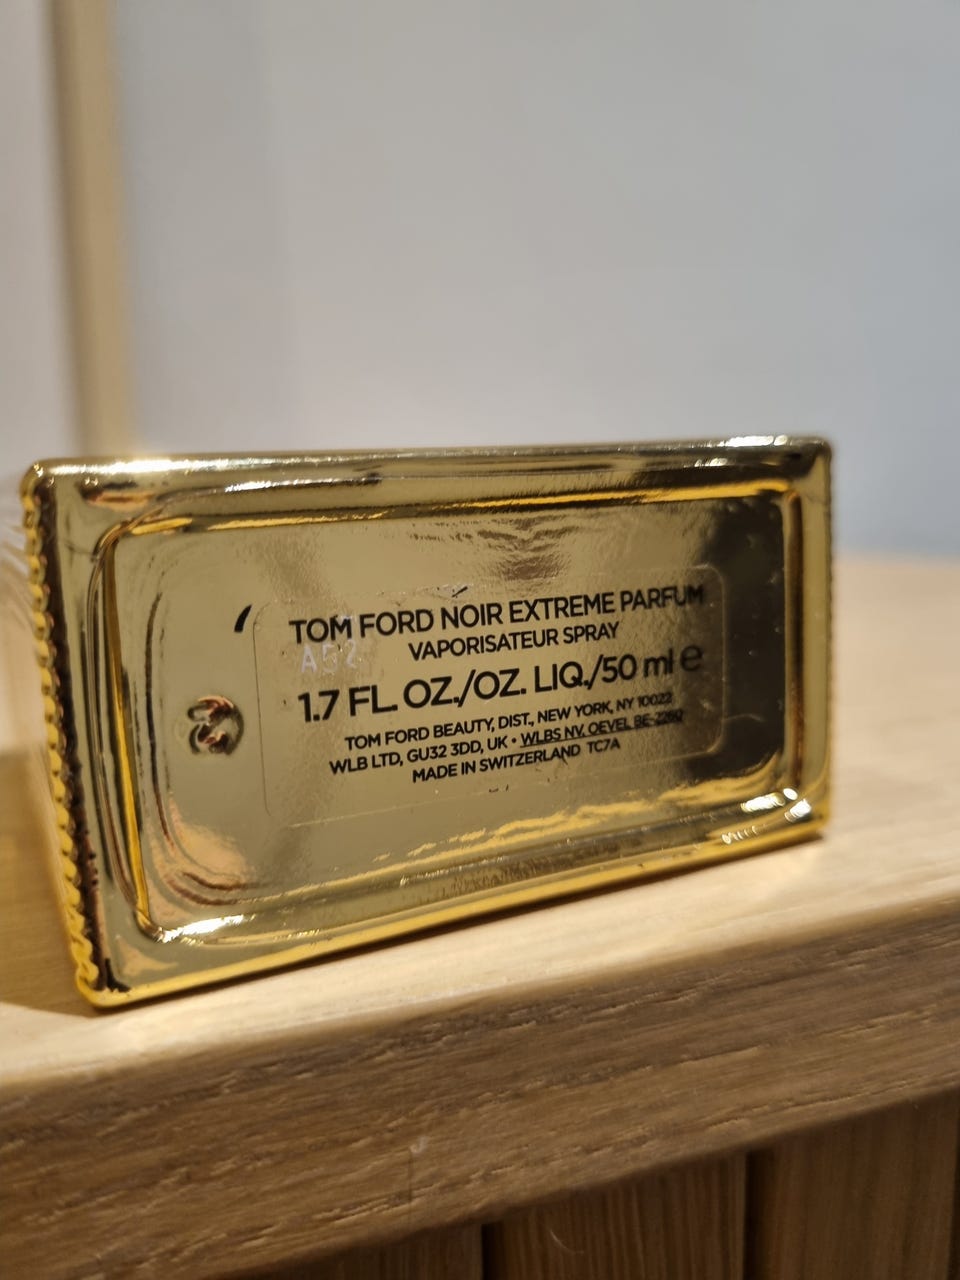 TOM FORD NOIR EXTREME PARFUM
VAPORISATEUR SPRAY
A52
1.7 FL. OZ./OZ. LIQ./50 ml e
TOM FORD BEAUTY, DIST., NEW YORK, NY 10022
WLB LTD, GU32 3DD, UK • WLBS NV, OEVEL BE-2260
MADE IN SWITZERLAND TC7A